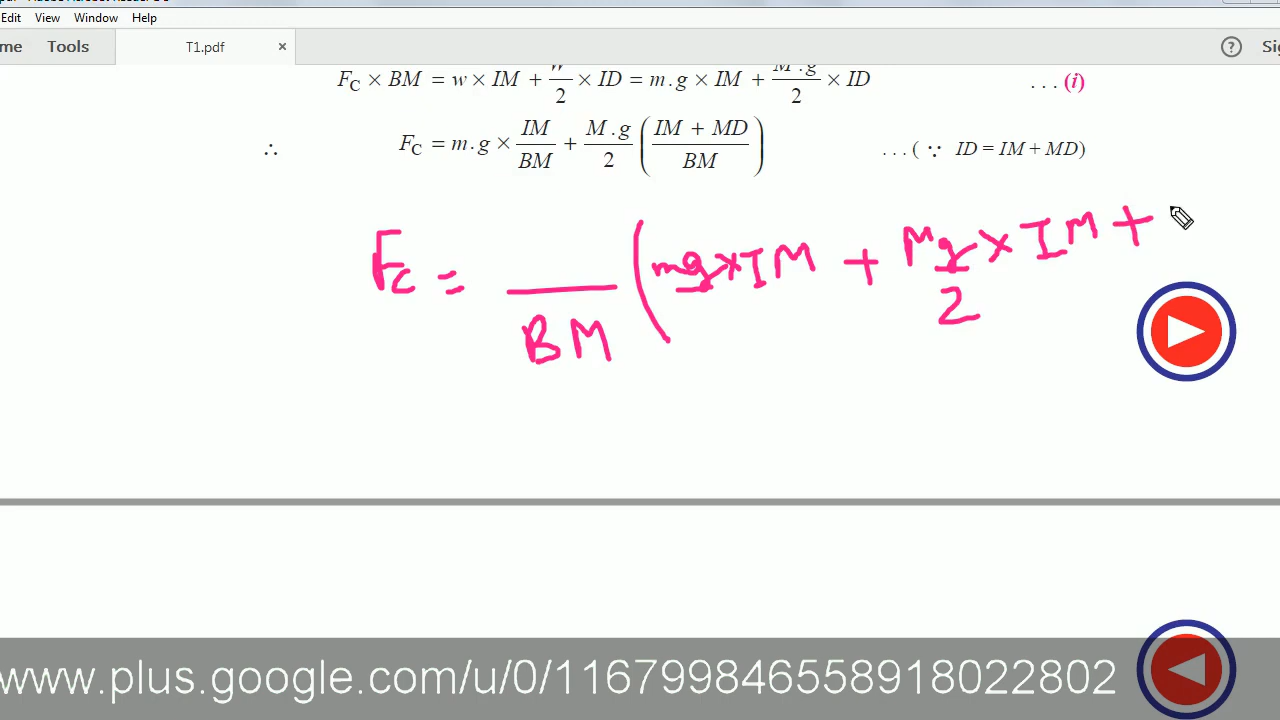 Edit View Window Help
me Tools T1.pdf × ? Sig
F_C × BM = w × IM + W/2 × ID = m.g × IM + M.g/2 × ID ... (i)
∴ F_C = m.g × IM/BM + M.g/2 (IM + MD/BM) ... (∵ ID = IM + MD)
Fc = —/BM (mg × IM + Mg/2 × IM +
www.plus.google.com/u/0/116799846558918022802